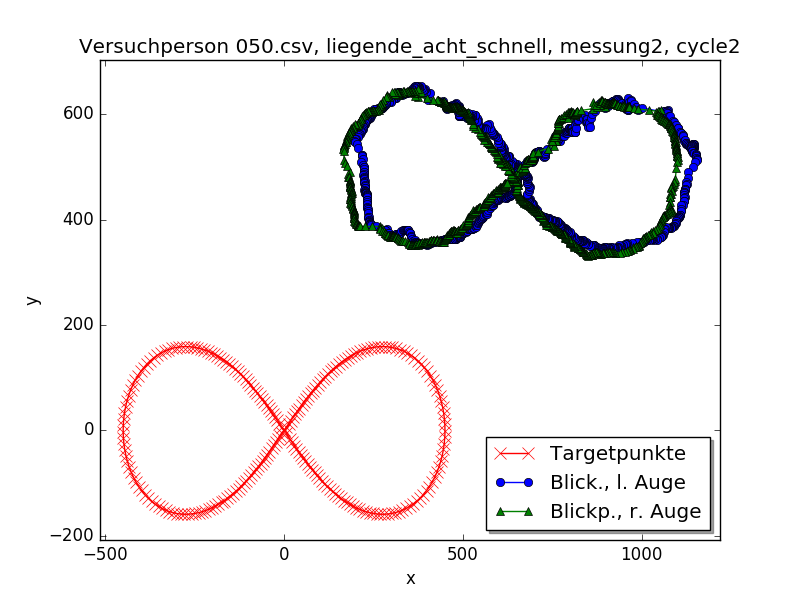 Versuchperson 050.csv, liegende_acht_schnell, messung2, cycle2
600
400
200
0
−200
y
−500
0
500
1000
x
Targetpunkte
Blick., l. Auge
Blickp., r. Auge